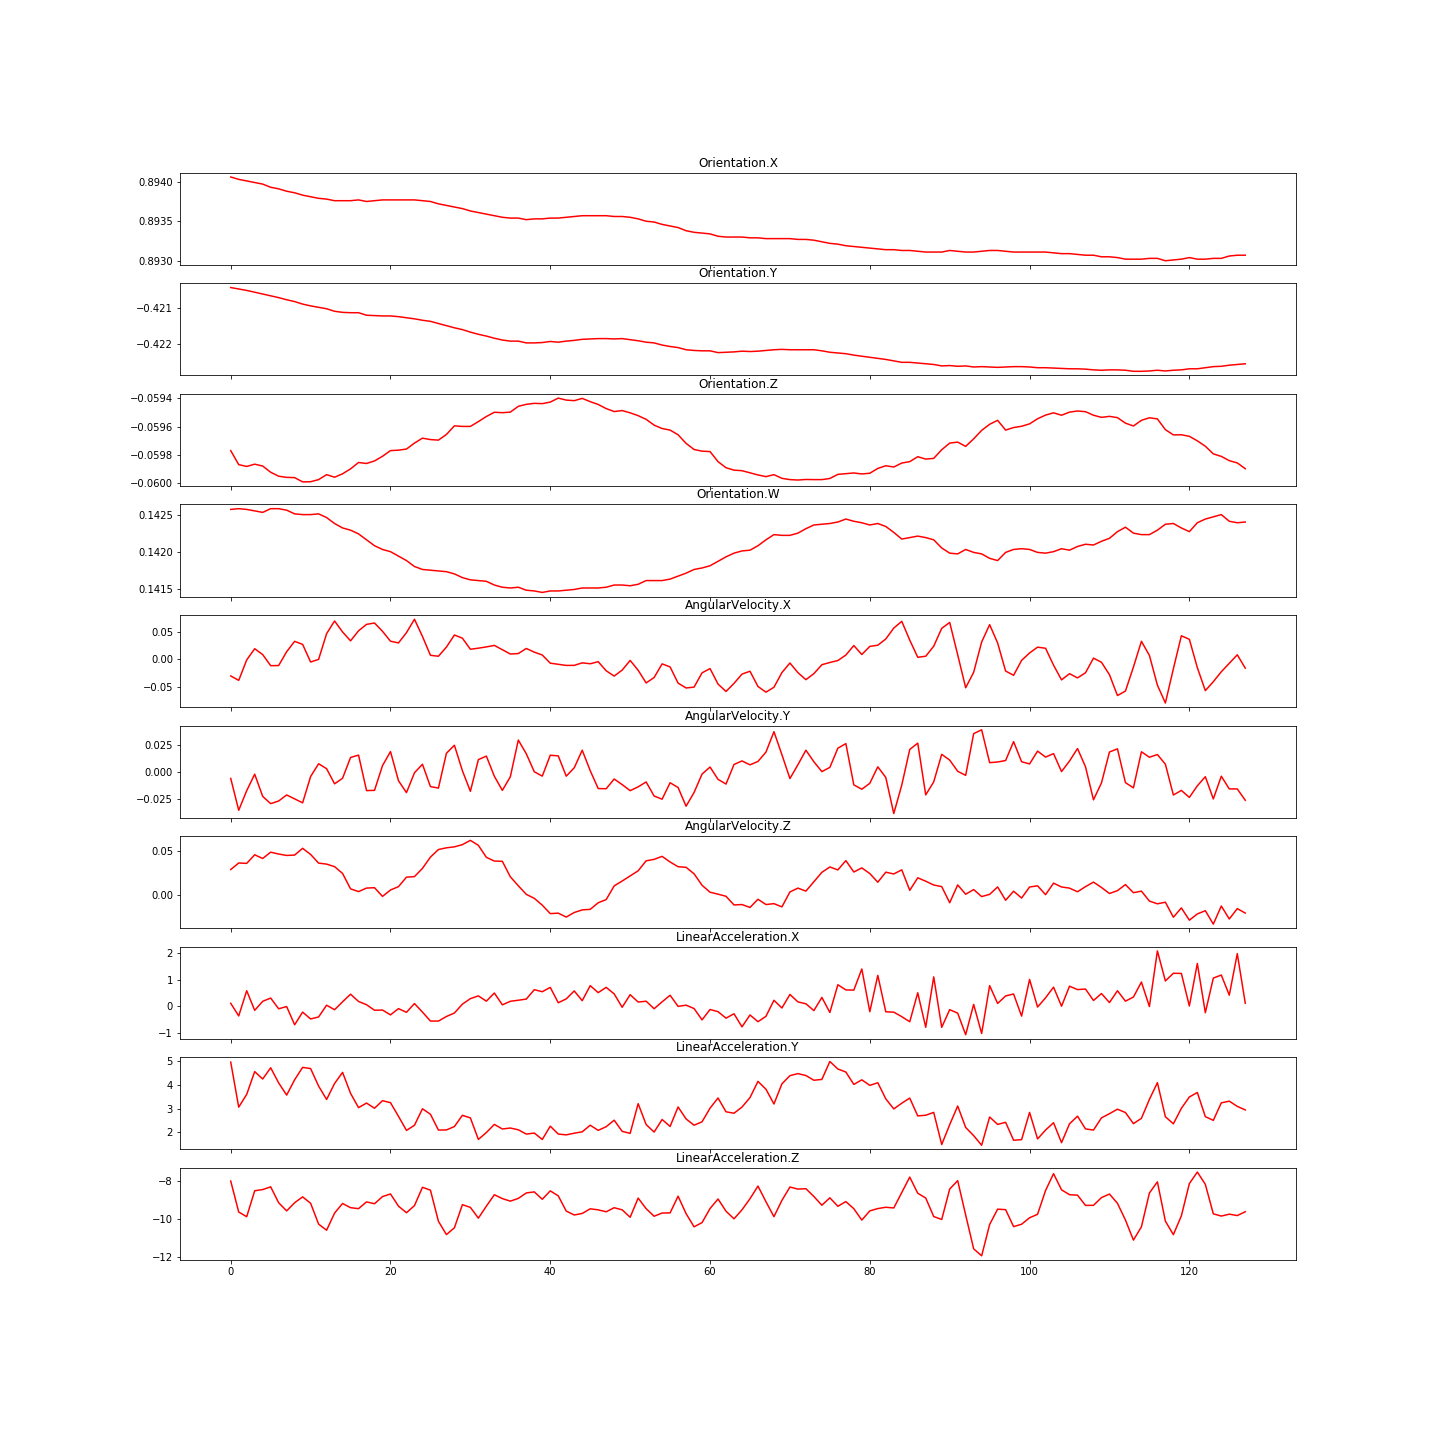 Orientation.X
0.8940
0.8935
0.8930
Orientation.Y
−0.421
−0.422
Orientation.Z
−0.0594
−0.0596
−0.0598
−0.0600
Orientation.W
0.1425
0.1420
0.1415
AngularVelocity.X
0.05
0.00
−0.05
AngularVelocity.Y
0.025
0.000
−0.025
AngularVelocity.Z
0.05
0.00
LinearAcceleration.X
2
1
0
−1
LinearAcceleration.Y
5
4
3
2
LinearAcceleration.Z
−8
−10
−12
0 20 40 60 80 100 120